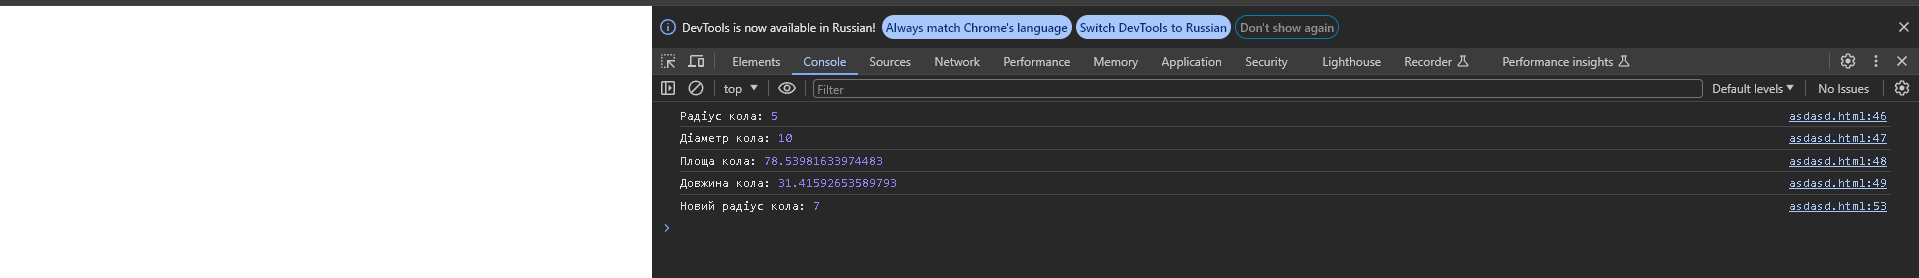 DevTools is now available in Russian! Always match Chrome's language Switch DevTools to Russian Don't show again
Elements Console Sources Network Performance Memory Application Security Lighthouse Recorder Performance insights
top Filter Default levels No Issues
Радіус кола: 5 asdasd.html:46
Діаметр кола: 10 asdasd.html:47
Площа кола: 78.53981633974483 asdasd.html:48
Довжина кола: 31.41592653589793 asdasd.html:49
Новий радіус кола: 7 asdasd.html:53